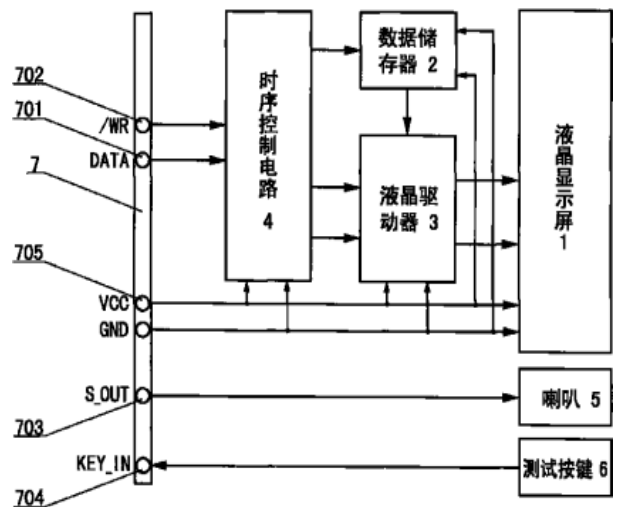 702
/WR
701
DATA
7
705
VCC
GND
S_OUT
703
KEY_IN
704
时序控制电路
4
数据储
存器 2
液晶驱
动器 3
液晶显示屏
1
喇叭 5
测试按键 6